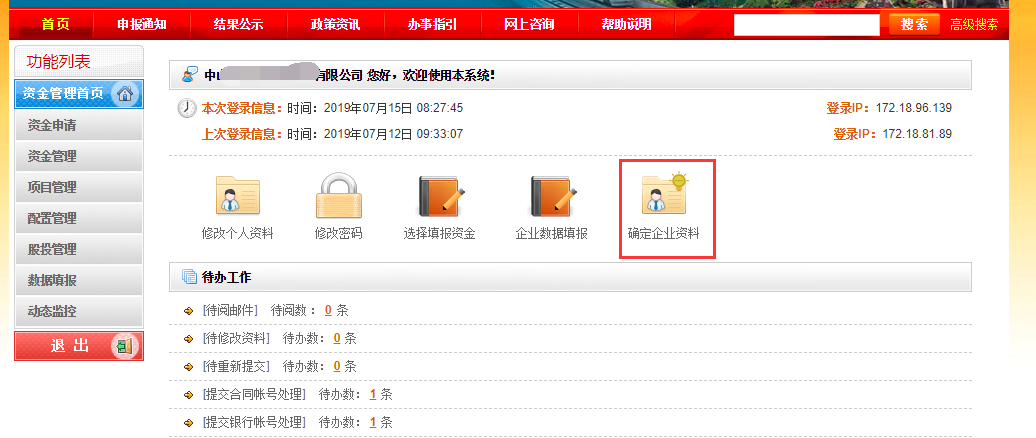 首页 申报通知 结果公示 政策资讯 办事指引 网上咨询 帮助说明 搜索 高级搜索
功能列表
资金管理首页
资金申请
资金管理
项目管理
配置管理
股投管理
数据填报
动态监控
退 出
中 有限公司 您好，欢迎使用本系统!
本次登录信息：时间：2019年07月15日 08:27:45 登录IP：172.18.96.139
上次登录信息：时间：2019年07月12日 09:33:07 登录IP：172.18.81.89
修改个人资料 修改密码 选择填报资金 企业数据填报 确定企业资料
待办工作
[待阅邮件] 待阅数：0 条
[待修改资料] 待办数：0 条
[待重新提交] 待办数：0 条
[提交合同帐号处理] 待办数：1 条
[提交银行帐号处理] 待办数：1 条